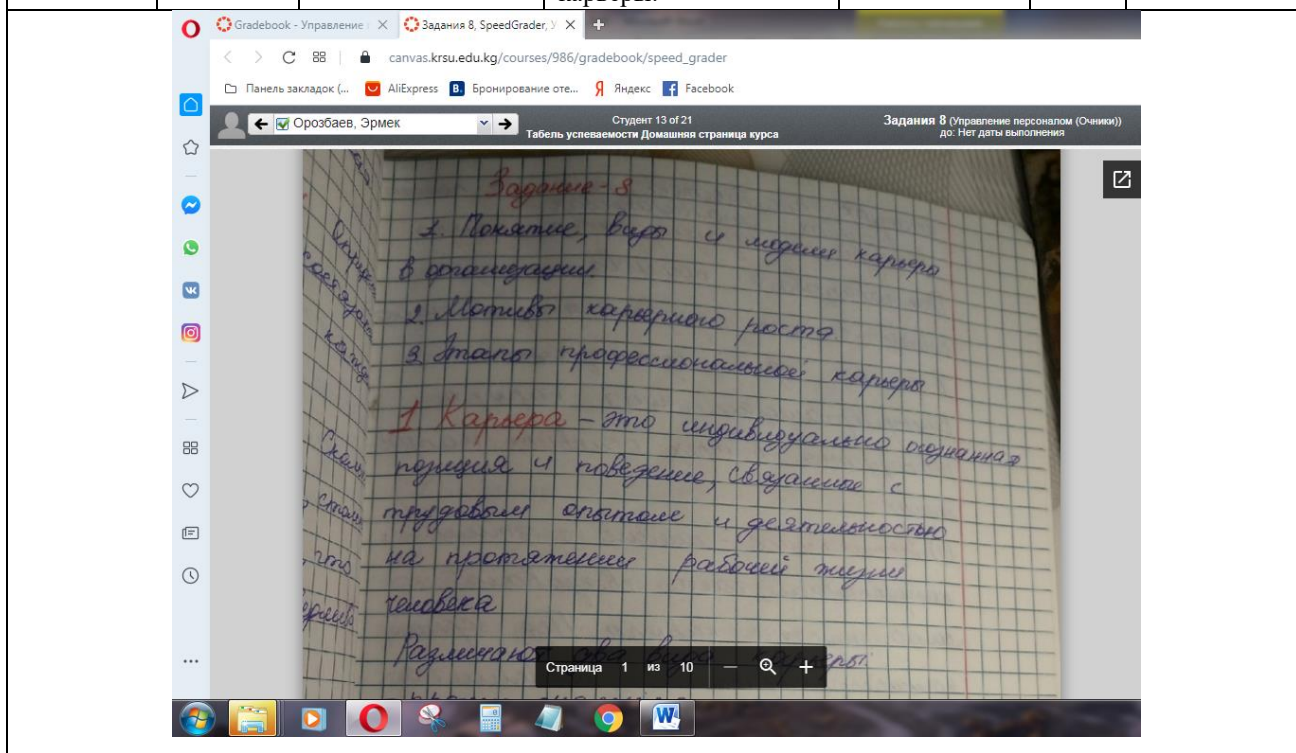 карьеры.
Gradebook - Управление
Задания 8, SpeedGrader, У
canvas.krsu.edu.kg/courses/986/gradebook/speed_grader
Панель закладок (... AliExpress B. Бронирование оте... Яндекс Facebook
Орозбаев, Эрмек
Студент 13 of 21
Табель успеваемости Домашняя страница курса
Задания 8 (Управление персоналом (Очники))
до: Нет даты выполнения
Задание - 8
1. Понятие, виды и модели карьеры
в организации.
2. Мотивы карьерного роста.
3. Этапы профессиональной карьеры
1 Карьера - это индивидуально осознанная
позиция и поведение, связанное с
трудовым опытом и деятельностью
на протяжении рабочей жизни
человека
Различают два вида карьеры:
Страница 1 из 10